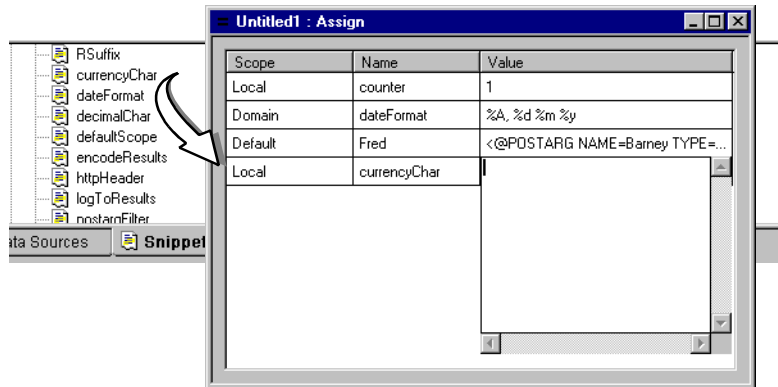 Untitled1 : Assign
RSuffix
currencyChar
dateFormat
decimalChar
defaultScope
encodeResults
httpHeader
logToResults
postargFilter
ata Sources
Snippet
Scope Name Value
Local counter 1
Domain dateFormat %A, %d %m %y
Default Fred <@POSTARG NAME=Barney TYPE=...
Local currencyChar